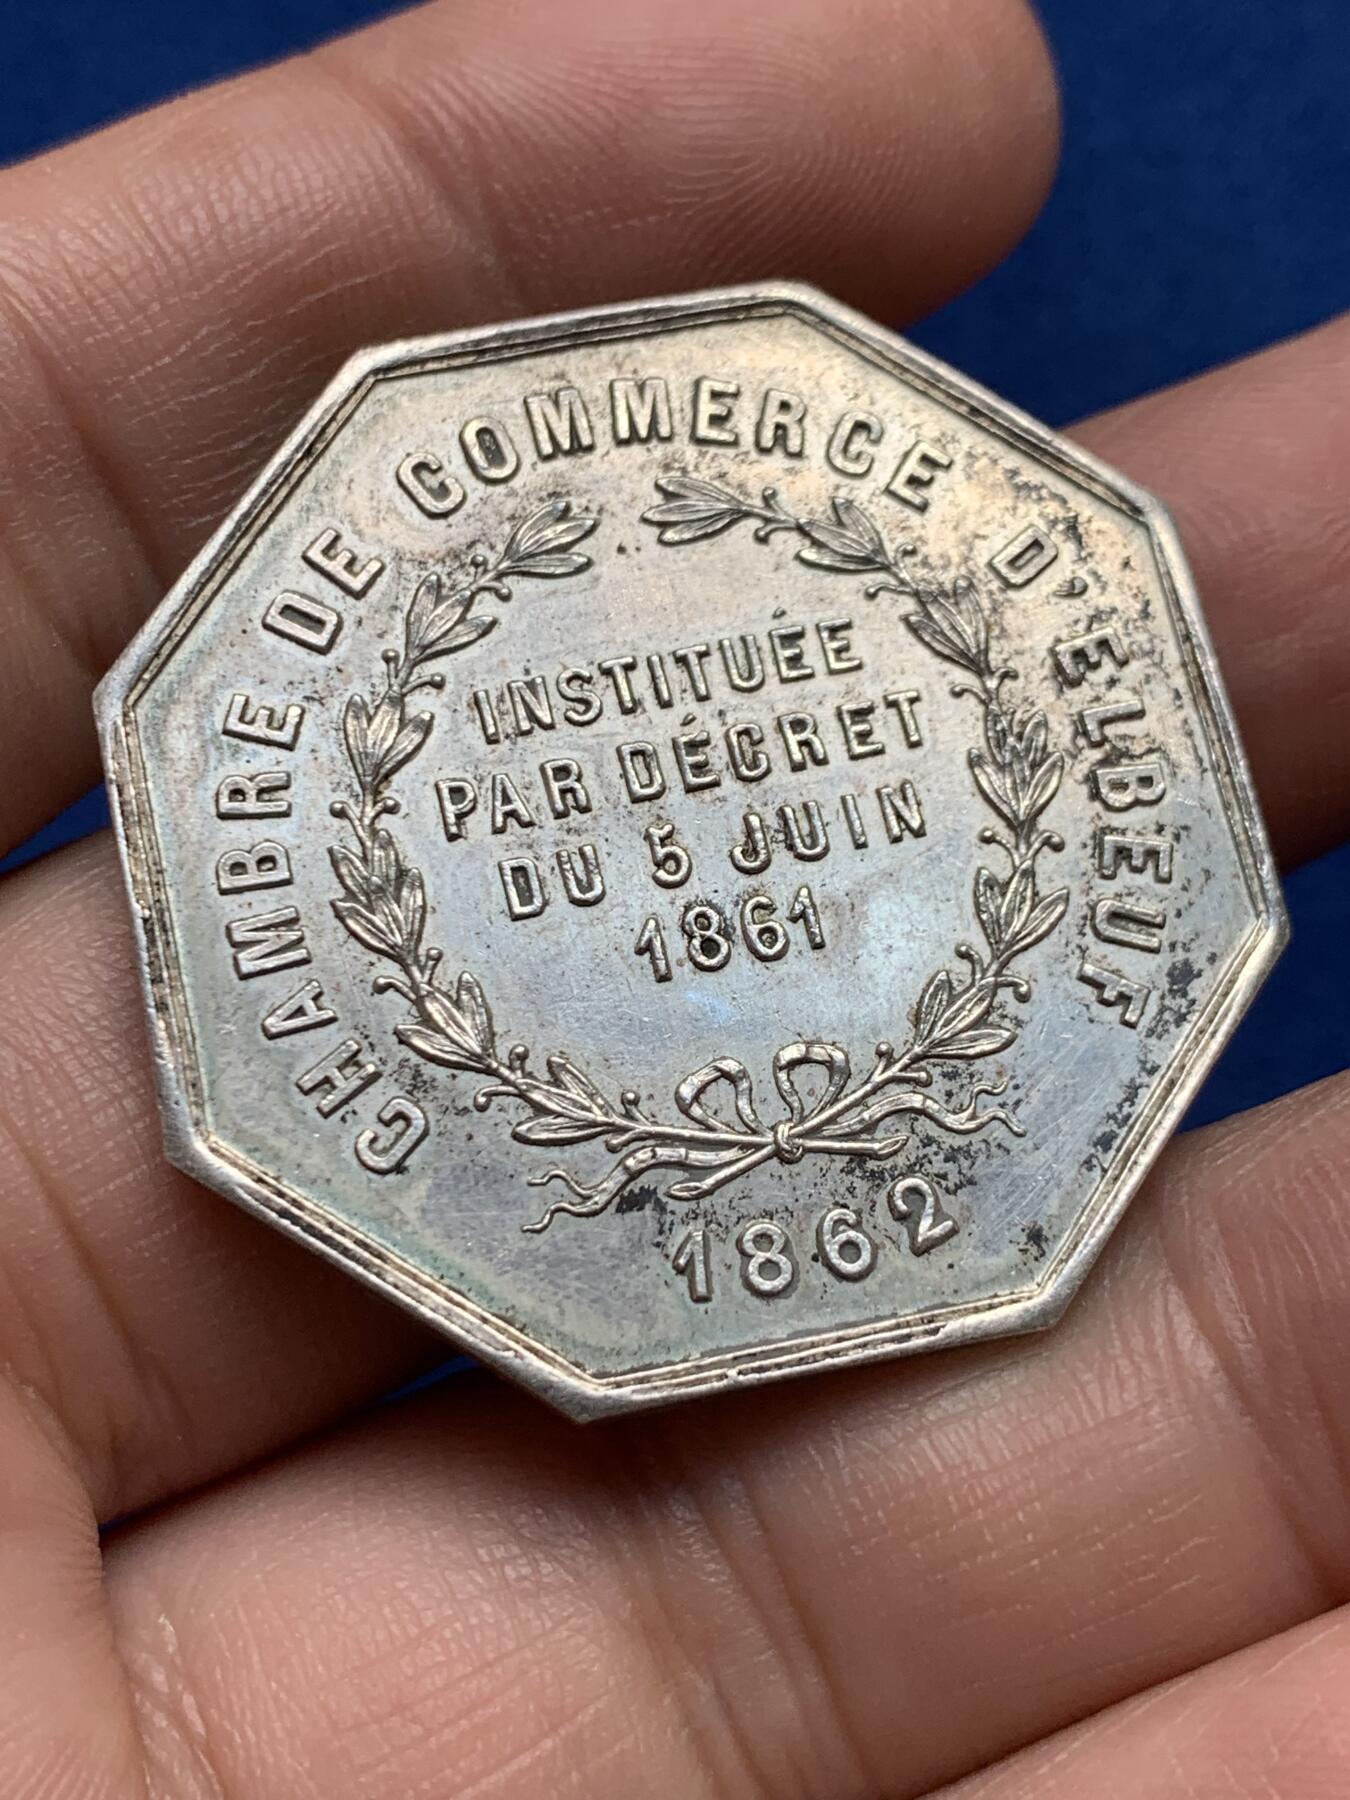 CHAMBRE DE COMMERCE D'ELBEUF
INSTITUÉE
PAR DÉCRET
DU 5 JUIN
1861
1862